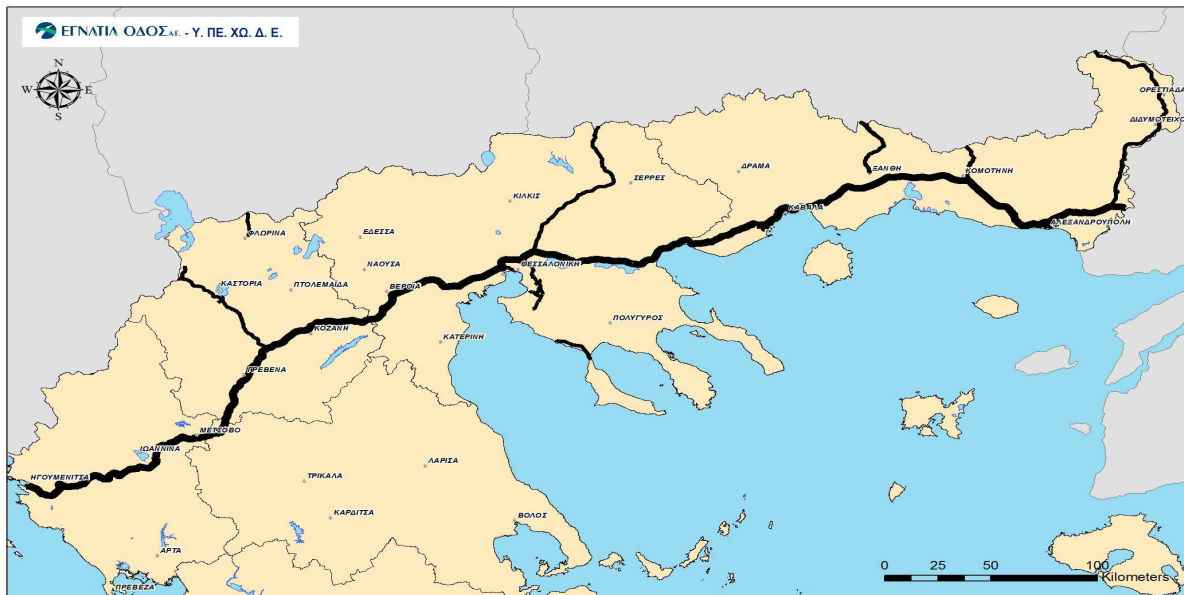 ΕΓΝΑΤΙΑ ΟΔΟΣ Α.Ε. - Υ. ΠΕ. ΧΩ. Δ. Ε.
N
W E
S
ΟΡΕΣΤΙΑΔΑ
ΔΙΔΥΜΟΤΕΙΧΟ
ΔΡΑΜΑ
ΞΑΝΘΗ
ΚΟΜΟΤΗΝΗ
ΣΕΡΡΕΣ
ΚΙΛΚΙΣ
ΚΑΒΑΛΑ
ΑΛΕΞΑΝΔΡΟΥΠΟΛΗ
ΦΛΩΡΙΝΑ
ΕΔΕΣΣΑ
ΝΑΟΥΣΑ
ΘΕΣΣΑΛΟΝΙΚΗ
ΚΑΣΤΟΡΙΑ
ΠΤΟΛΕΜΑΪΔΑ
ΒΕΡΟΙΑ
ΠΟΛΥΓΥΡΟΣ
ΚΟΖΑΝΗ
ΚΑΤΕΡΙΝΗ
ΓΡΕΒΕΝΑ
ΜΕΤΣΟΒΟ
ΙΩΑΝΝΙΝΑ
ΛΑΡΙΣΑ
ΗΓΟΥΜΕΝΙΤΣΑ
ΤΡΙΚΑΛΑ
ΚΑΡΔΙΤΣΑ
ΒΟΛΟΣ
ΑΡΤΑ
ΠΡΕΒΕΖΑ
0 25 50 100
Kilometers